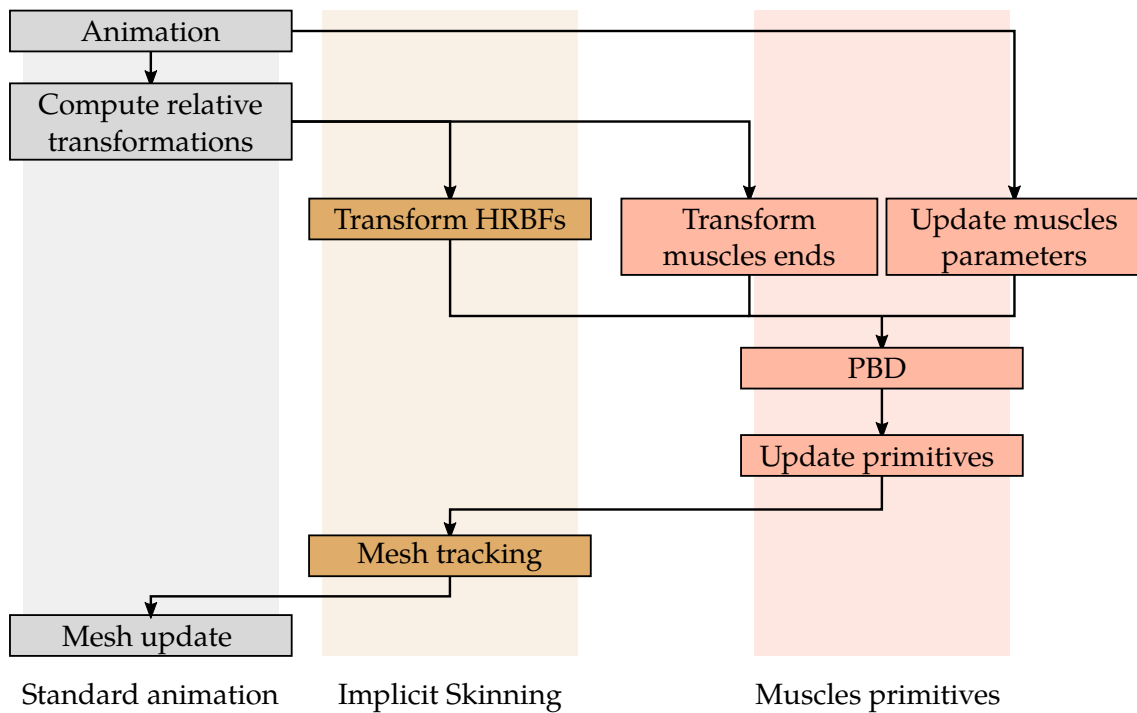 Animation
Compute relative
transformations
Transform HRBFs
Transform
muscles ends
Update muscles
parameters
PBD
Update primitives
Mesh tracking
Mesh update
Standard animation
Implicit Skinning
Muscles primitives